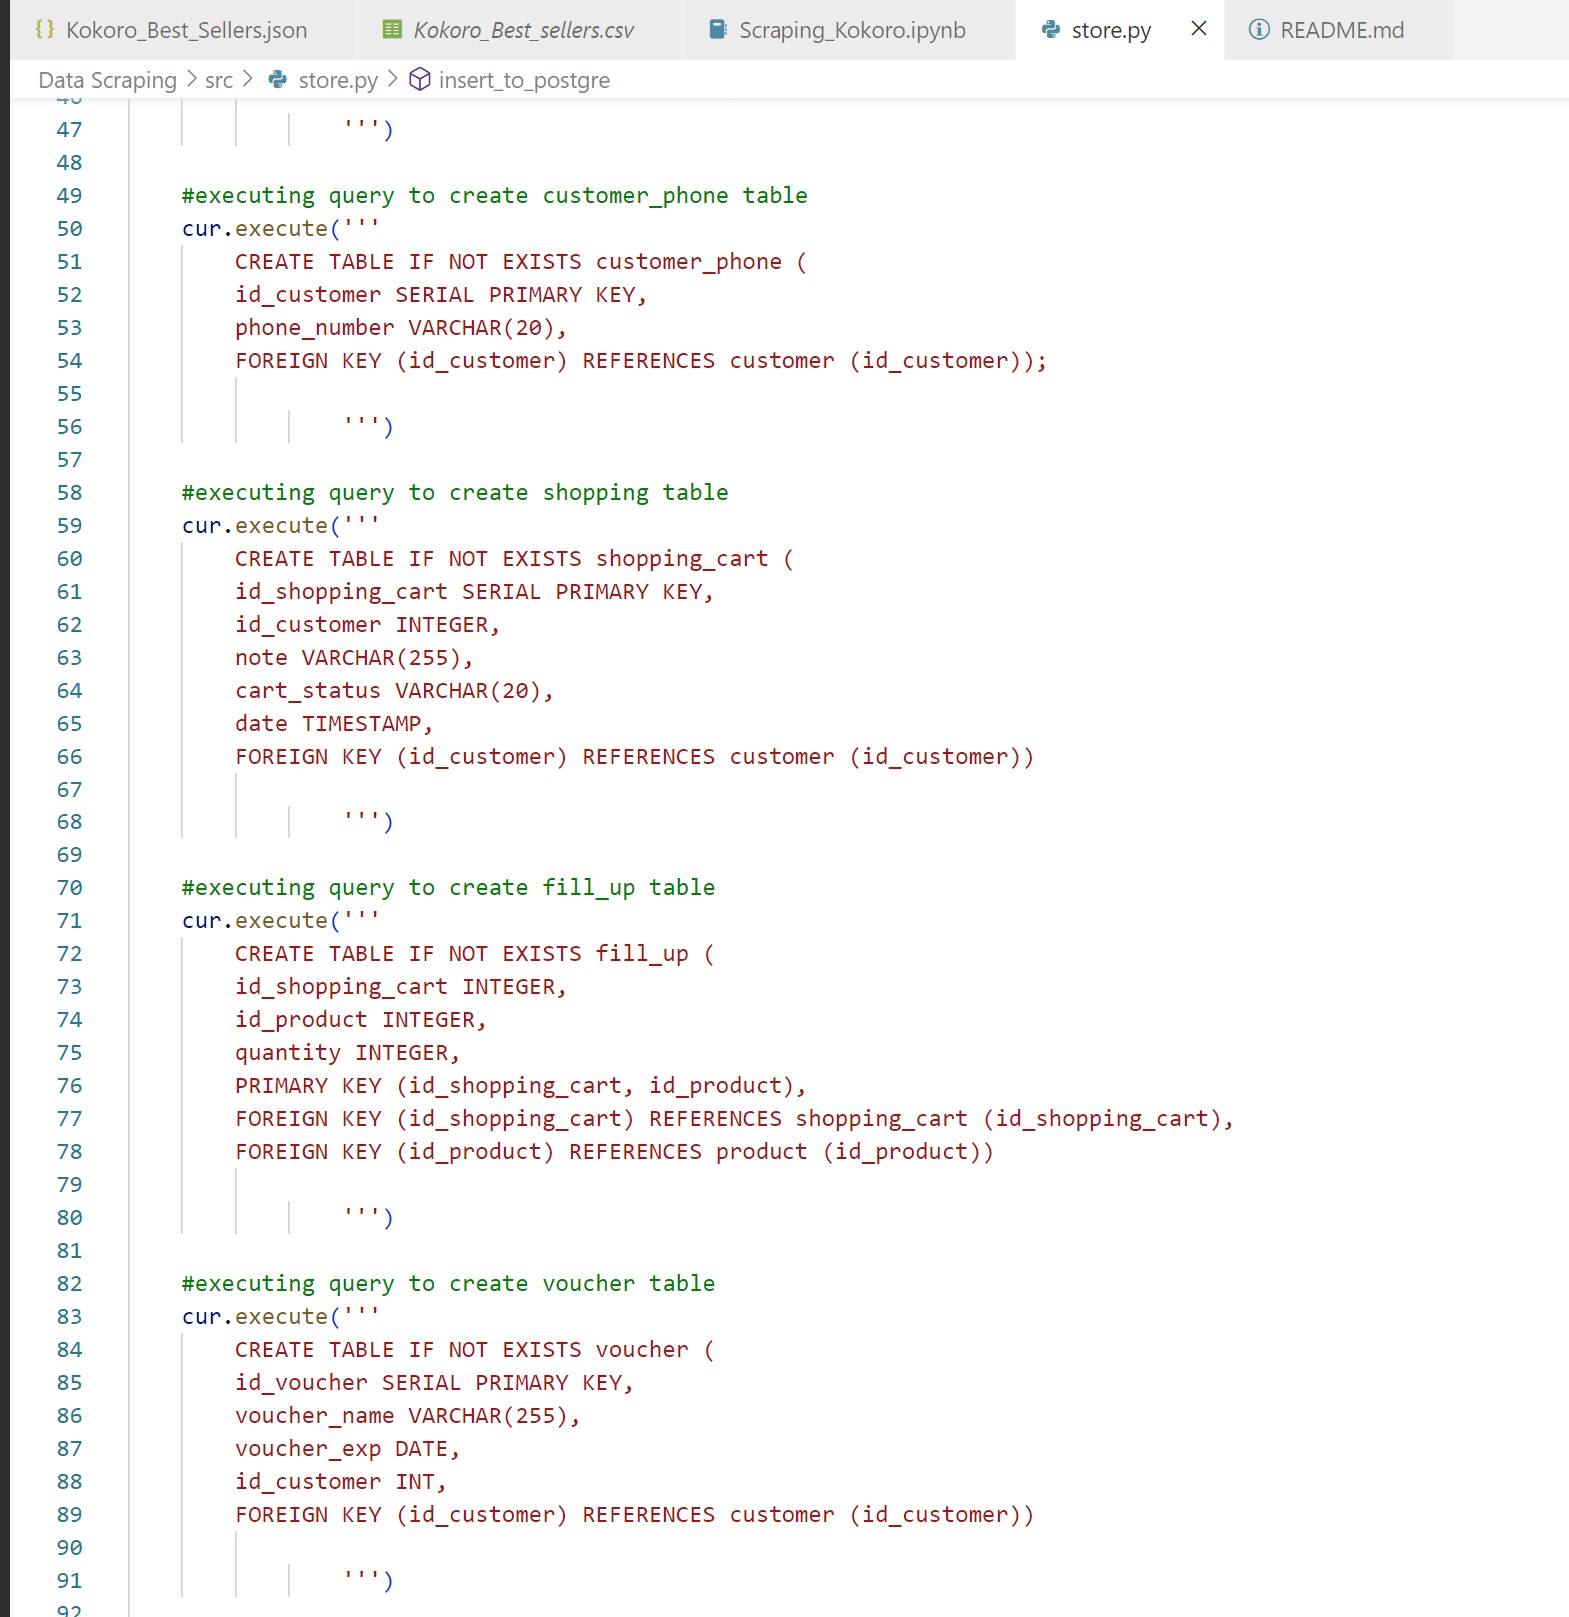 Kokoro_Best_Sellers.json Kokoro_Best_sellers.csv Scraping_Kokoro.ipynb store.py README.md
Data Scraping > src > store.py > insert_to_postgre
46
47 ''')
48
49 #executing query to create customer_phone table
50 cur.execute('''
51 CREATE TABLE IF NOT EXISTS customer_phone (
52 id_customer SERIAL PRIMARY KEY,
53 phone_number VARCHAR(20),
54 FOREIGN KEY (id_customer) REFERENCES customer (id_customer));
55
56 ''')
57
58 #executing query to create shopping table
59 cur.execute('''
60 CREATE TABLE IF NOT EXISTS shopping_cart (
61 id_shopping_cart SERIAL PRIMARY KEY,
62 id_customer INTEGER,
63 note VARCHAR(255),
64 cart_status VARCHAR(20),
65 date TIMESTAMP,
66 FOREIGN KEY (id_customer) REFERENCES customer (id_customer))
67
68 ''')
69
70 #executing query to create fill_up table
71 cur.execute('''
72 CREATE TABLE IF NOT EXISTS fill_up (
73 id_shopping_cart INTEGER,
74 id_product INTEGER,
75 quantity INTEGER,
76 PRIMARY KEY (id_shopping_cart, id_product),
77 FOREIGN KEY (id_shopping_cart) REFERENCES shopping_cart (id_shopping_cart),
78 FOREIGN KEY (id_product) REFERENCES product (id_product))
79
80 ''')
81
82 #executing query to create voucher table
83 cur.execute('''
84 CREATE TABLE IF NOT EXISTS voucher (
85 id_voucher SERIAL PRIMARY KEY,
86 voucher_name VARCHAR(255),
87 voucher_exp DATE,
88 id_customer INT,
89 FOREIGN KEY (id_customer) REFERENCES customer (id_customer))
90
91 ''')
92